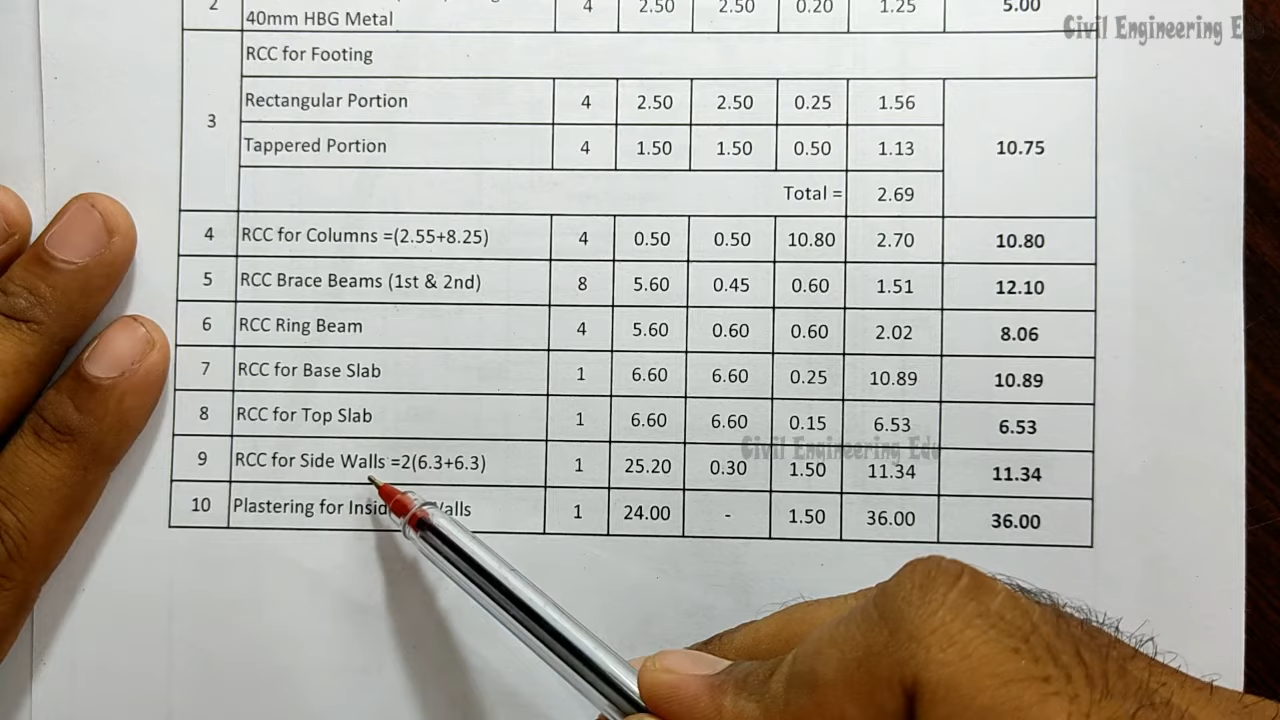 2 40mm HBG Metal 4 2.50 2.50 0.20 1.25 5.00
Civil Engineering Edu
RCC for Footing
3
Rectangular Portion 4 2.50 2.50 0.25 1.56
Tappered Portion 4 1.50 1.50 0.50 1.13 10.75
Total = 2.69
4 RCC for Columns =(2.55+8.25) 4 0.50 0.50 10.80 2.70 10.80
5 RCC Brace Beams (1st & 2nd) 8 5.60 0.45 0.60 1.51 12.10
6 RCC Ring Beam 4 5.60 0.60 0.60 2.02 8.06
7 RCC for Base Slab 1 6.60 6.60 0.25 10.89 10.89
8 RCC for Top Slab 1 6.60 6.60 0.15 6.53 6.53
Civil Engineering Edu
9 RCC for Side Walls =2(6.3+6.3) 1 25.20 0.30 1.50 11.34 11.34
10 Plastering for 1 24.00 - 1.50 36.00 36.00